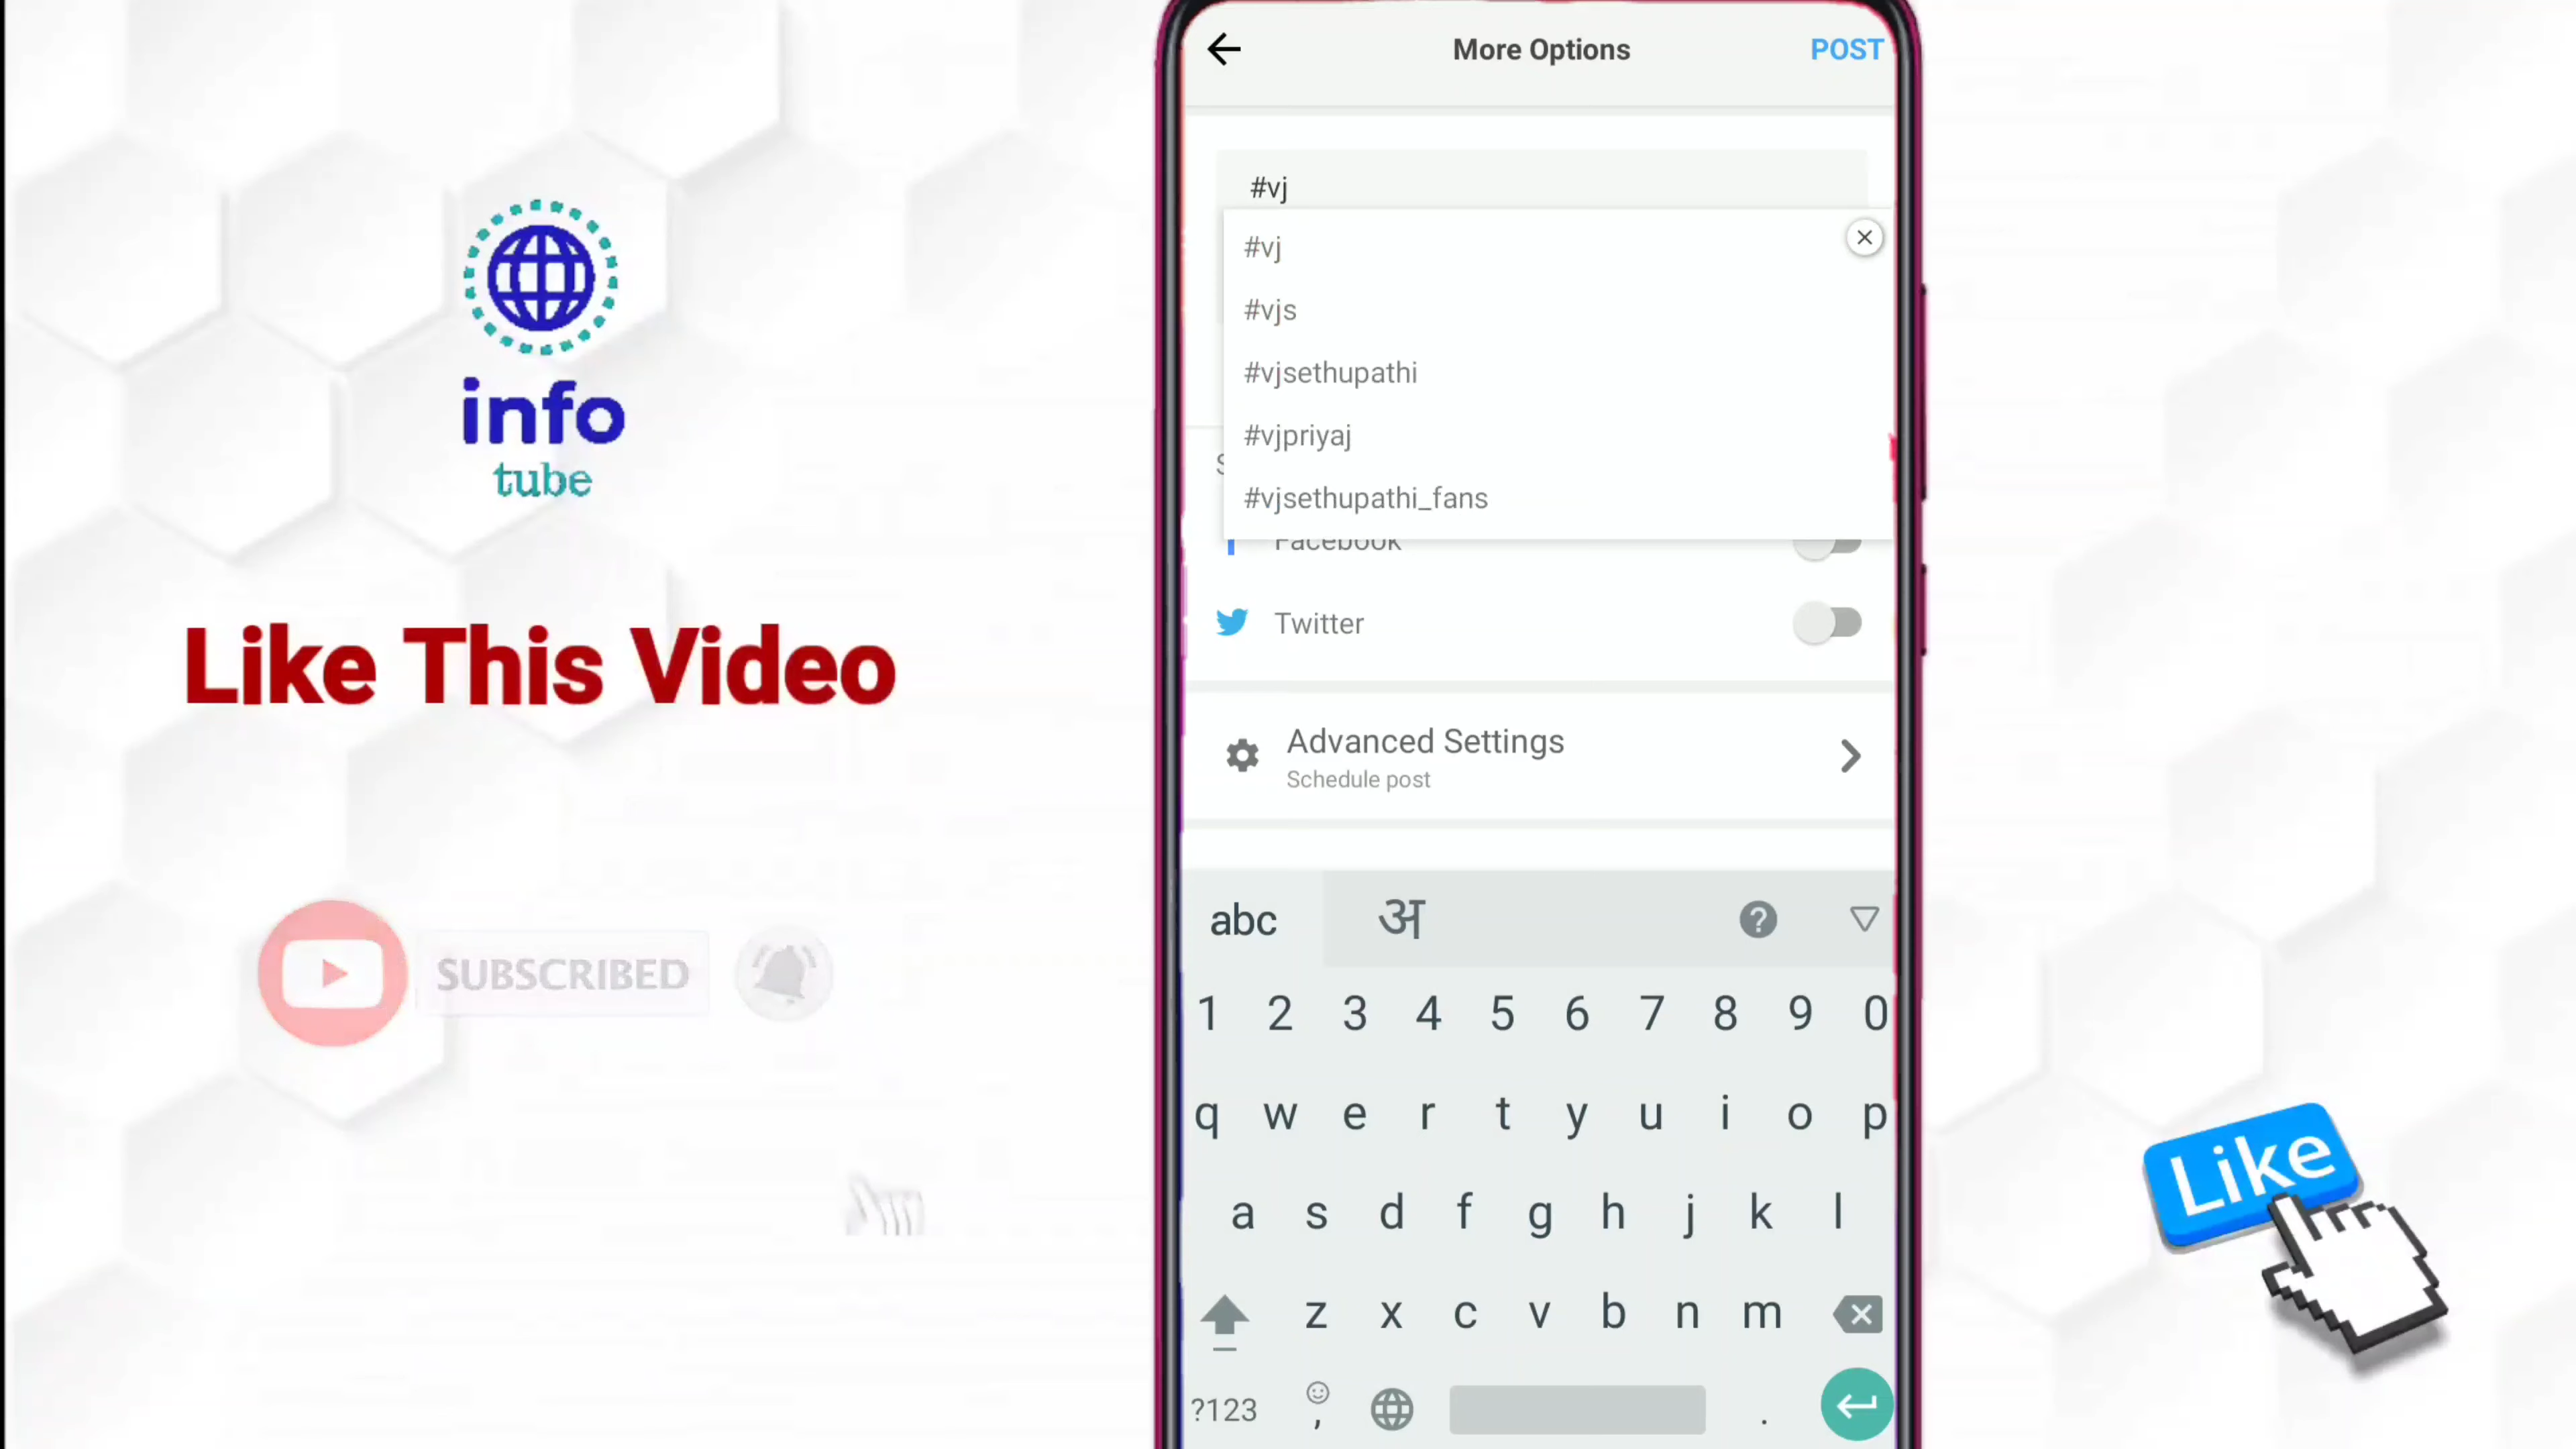 info
tube
Like This Video
SUBSCRIBED
More Options
POST
#vj
#vj
#vjs
#vjsethupathi
#vjpriyaj
#vjsethupathi_fans
Facebook
Twitter
Advanced Settings
Schedule post
abc अ
1 2 3 4 5 6 7 8 9 0
q w e r t y u i o p
a s d f g h j k l
z x c v b n m
?123 , .
Like